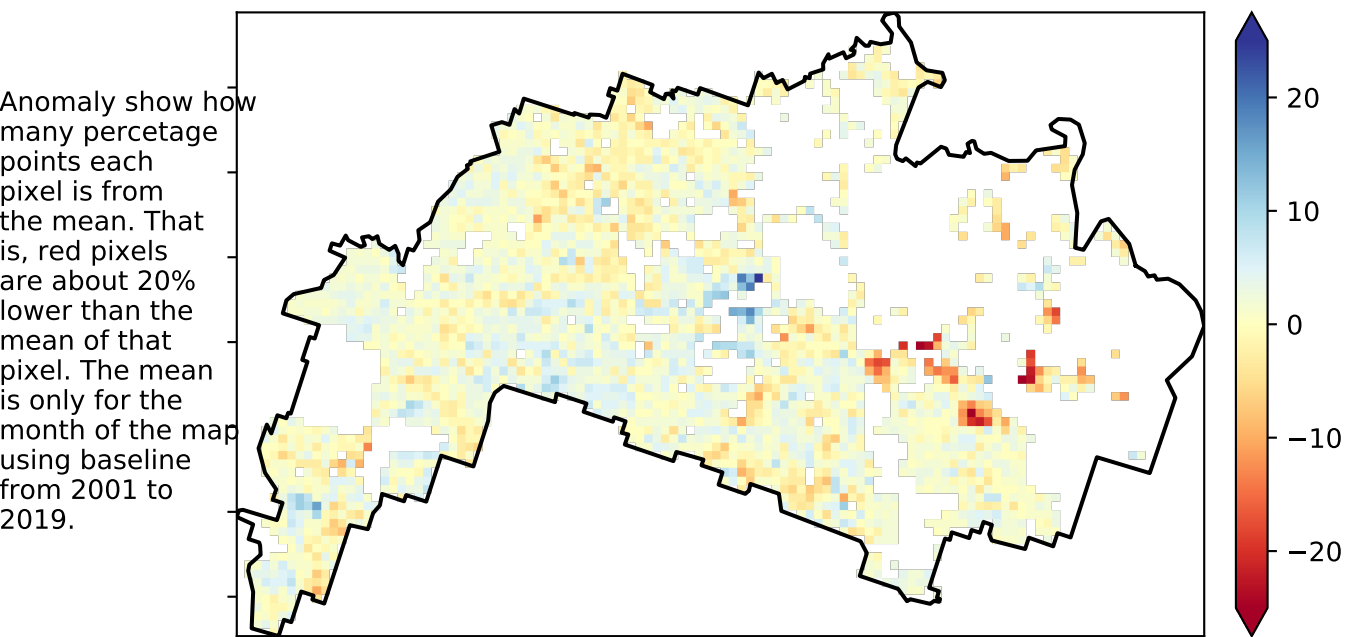 Anomaly show how
many percetage
points each
pixel is from
the mean. That
is, red pixels
are about 20%
lower than the
mean of that
pixel. The mean
is only for the
month of the map
using baseline
from 2001 to
2019.
20
10
0
−10
−20